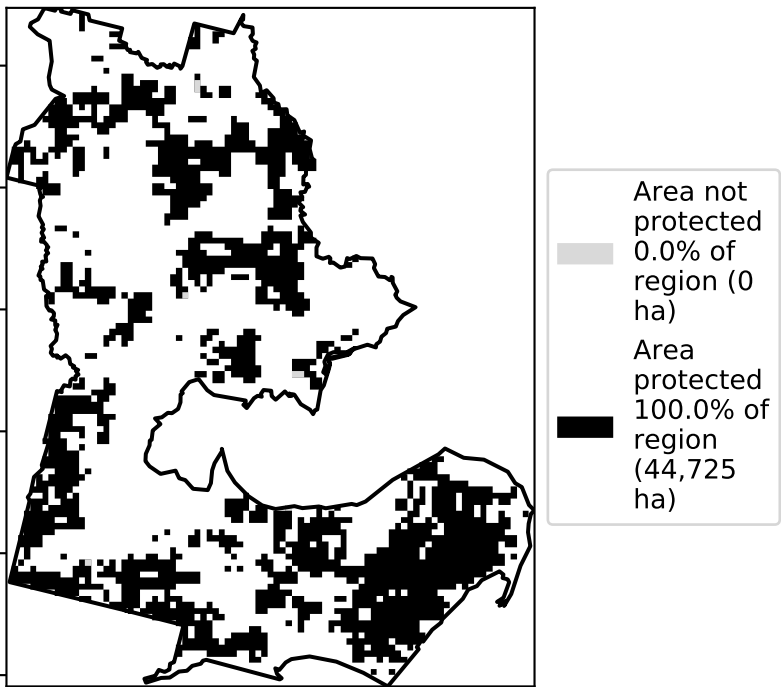 Area not
protected
0.0% of
region (0
ha)
Area
protected
100.0% of
region
(44,725
ha)